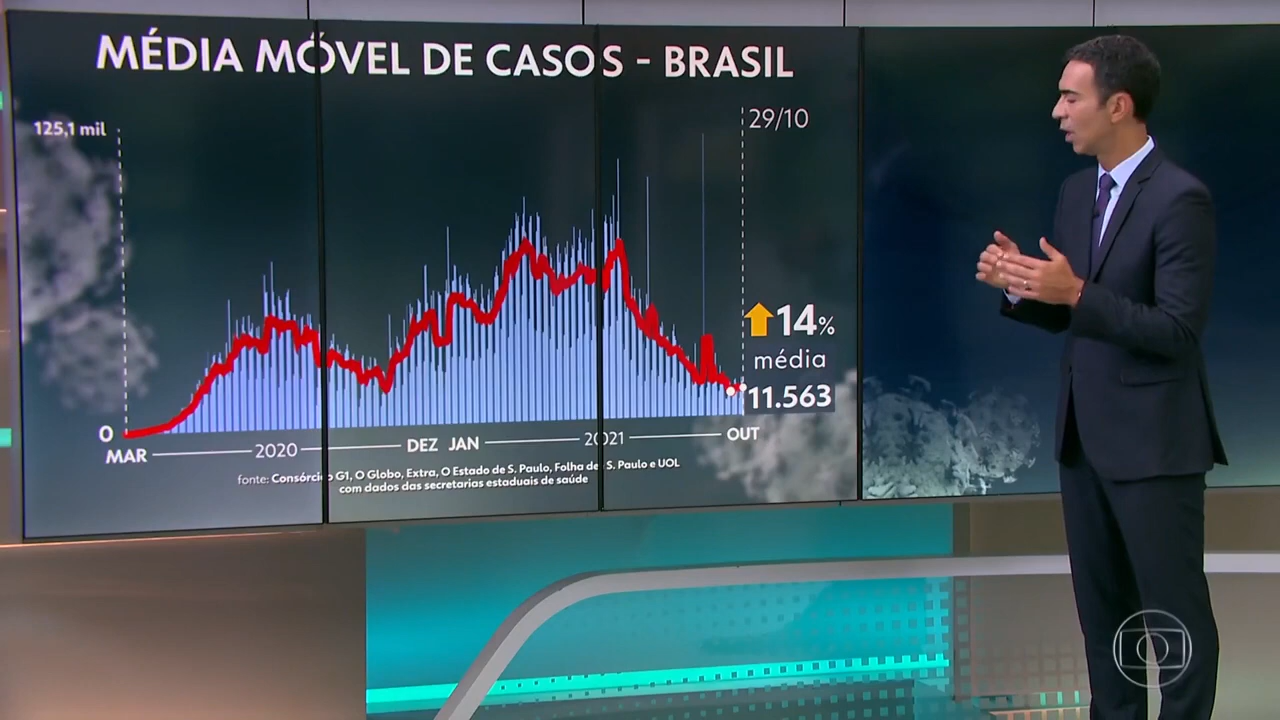 MÉDIA MÓVEL DE CASOS - BRASIL
125,1 mil
29/10
14%
média
11.563
0
MAR 2020 DEZ JAN 2021 OUT
fonte: Consórcio G1, O Globo, Extra, O Estado de S. Paulo, Folha de S. Paulo e UOL
com dados das secretarias estaduais de saúde